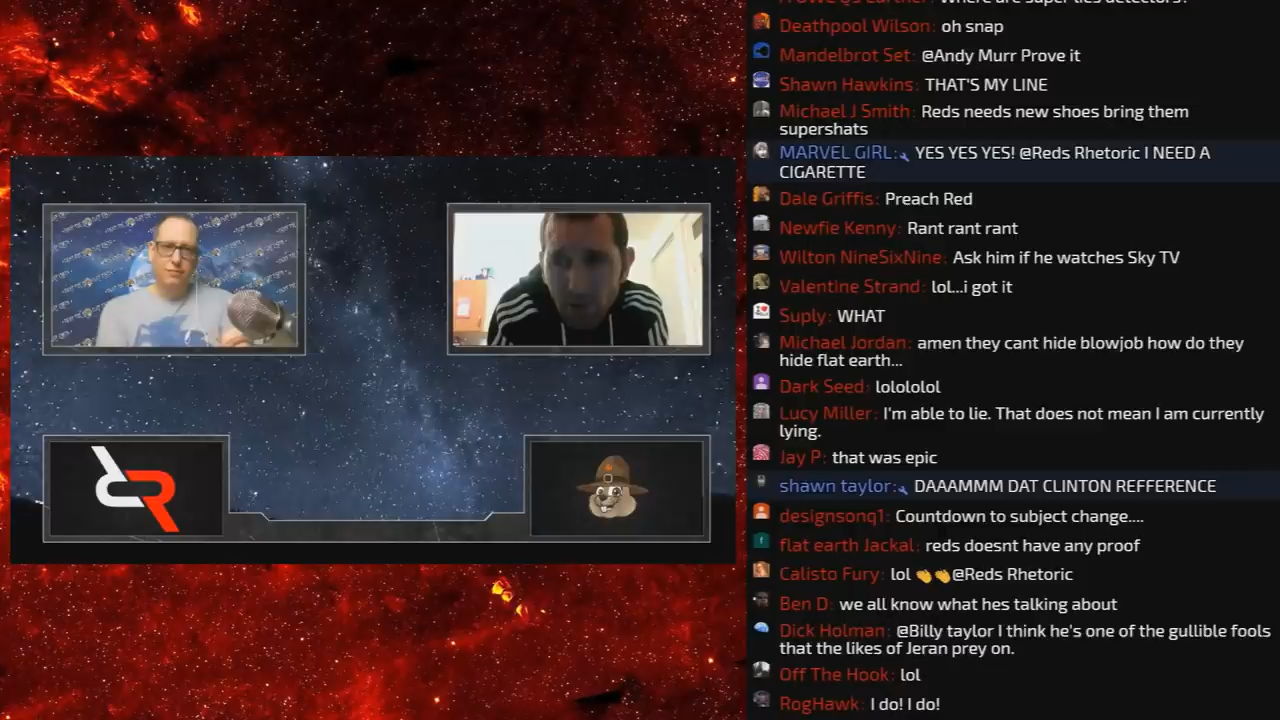 Deathpool Wilson: oh snap
Mandelbrot Set: @Andy Murr Prove it
Shawn Hawkins: THAT'S MY LINE
Michael J Smith: Reds needs new shoes bring them
supershats
MARVEL GIRL: YES YES YES! @Reds Rhetoric I NEED A
CIGARETTE
Dale Griffis: Preach Red
Newfie Kenny: Rant rant rant
Wilton NineSixNine: Ask him if he watches Sky TV
Valentine Strand: lol...i got it
Suply: WHAT
Michael Jordan: amen they cant hide blowjob how do they
hide flat earth...
Dark Seed: lolololol
Lucy Miller: I'm able to lie. That does not mean I am currently
lying.
Jay P: that was epic
shawn taylor: DAAAMMM DAT CLINTON REFFERENCE
designsonq1: Countdown to subject change....
flat earth Jackal: reds doesnt have any proof
Calisto Fury: lol 👏👏@Reds Rhetoric
Ben D: we all know what hes talking about
Dick Holman: @Billy taylor I think he's one of the gullible fools
that the likes of Jeran prey on.
Off The Hook: lol
RogHawk: I do! I do!